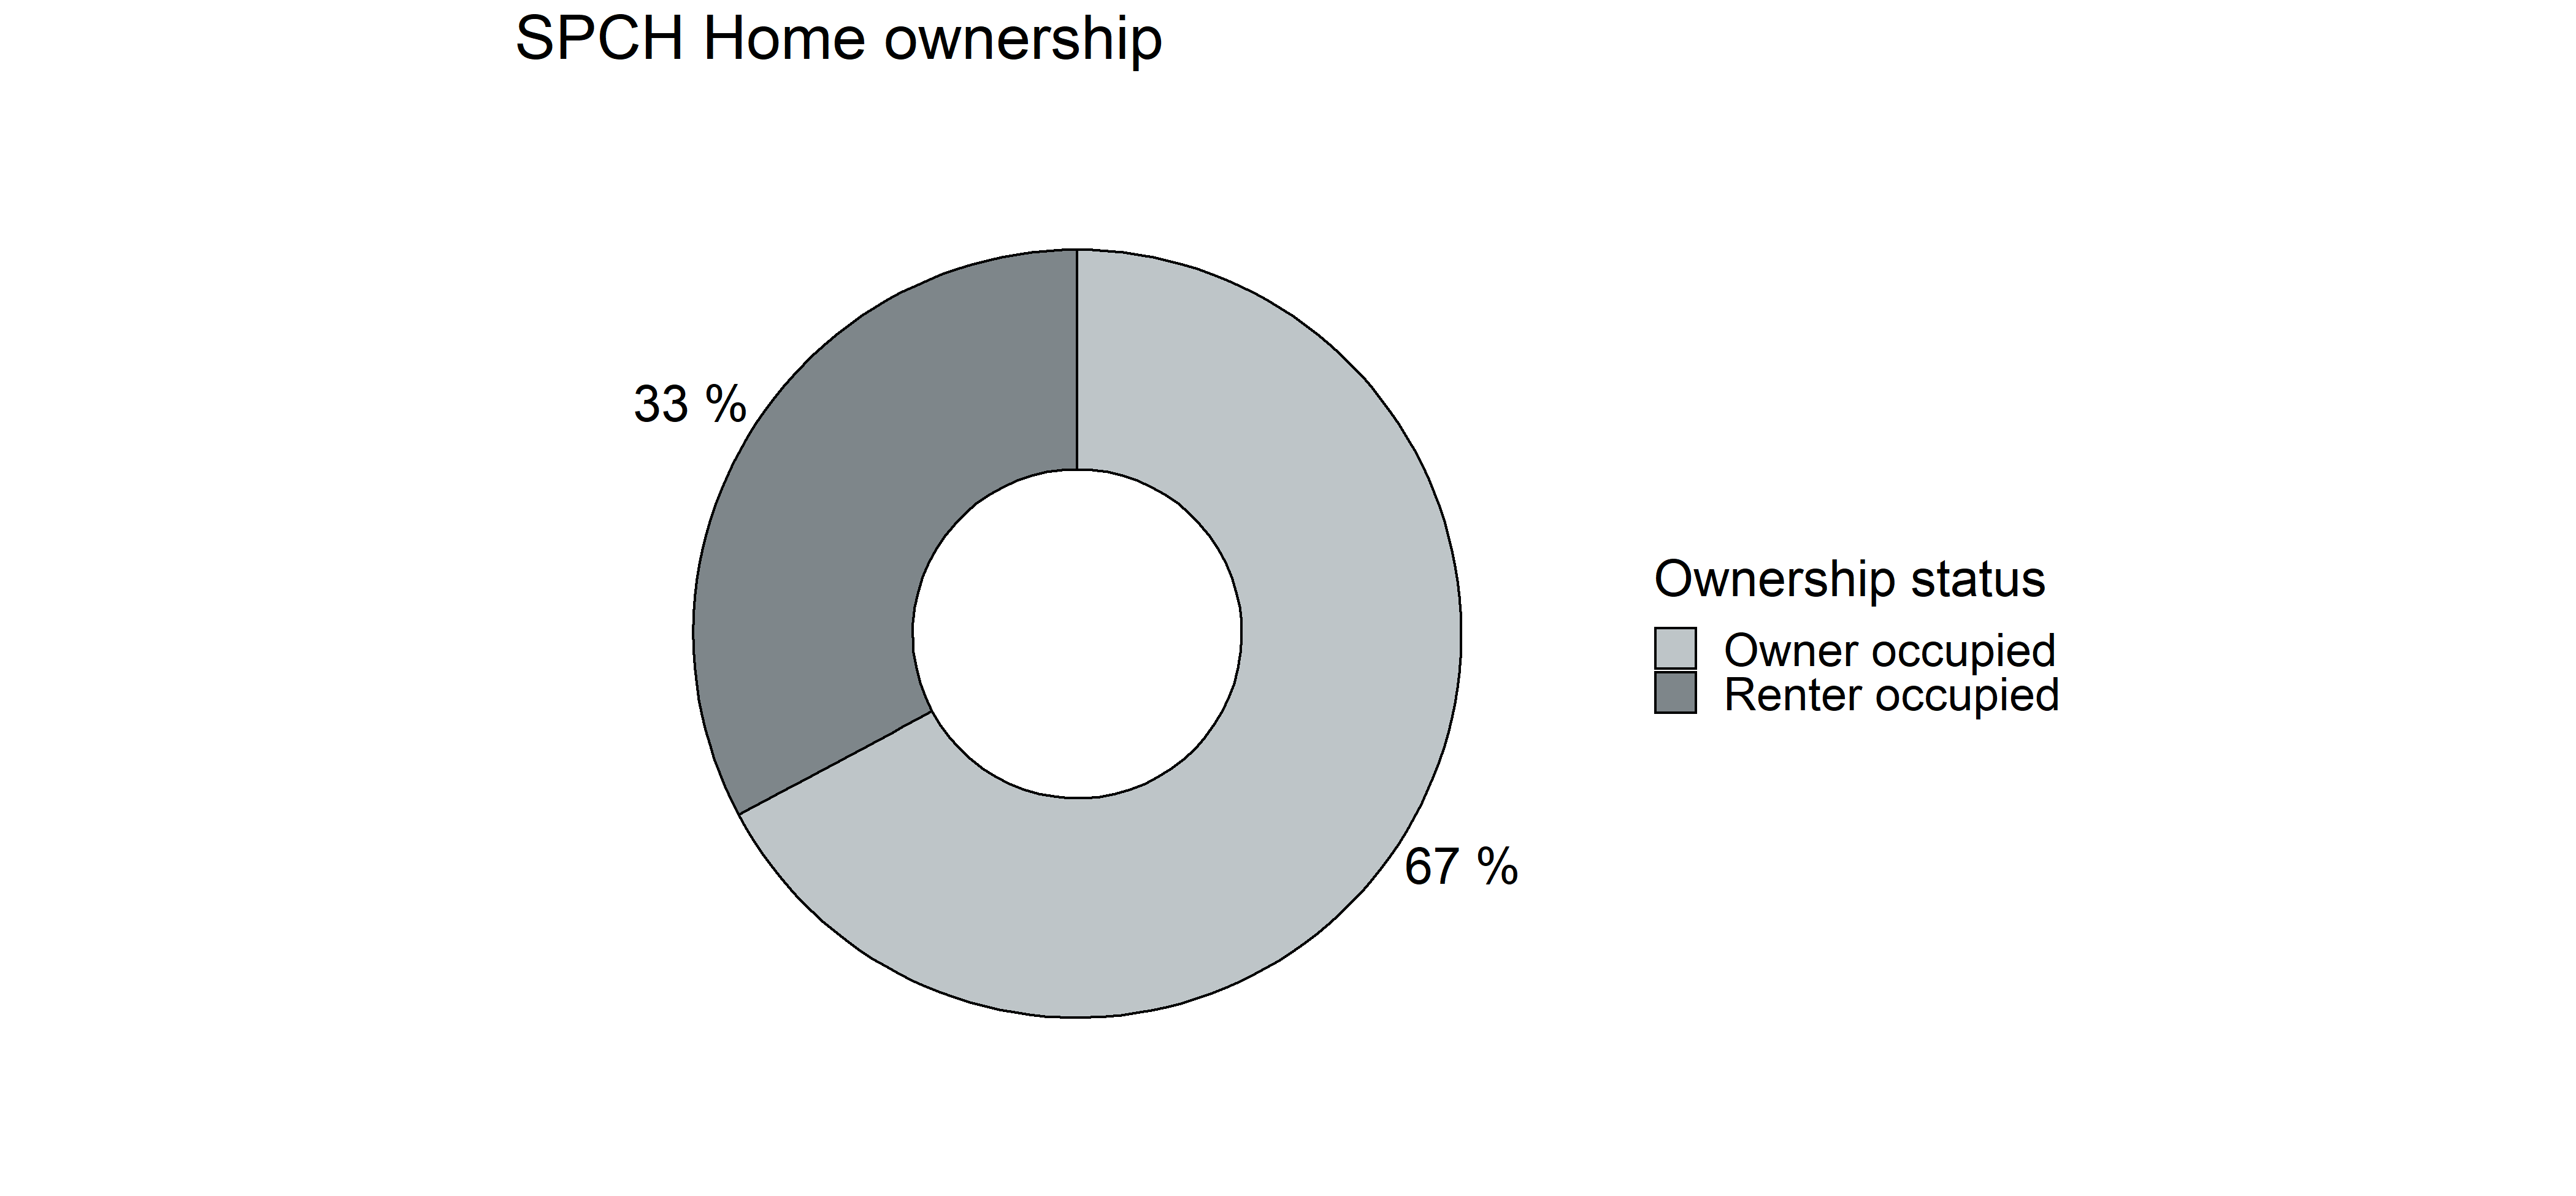 SPCH Home ownership
33 %
67 %
Ownership status
Owner occupied
Renter occupied